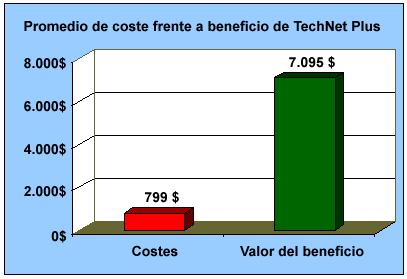 Promedio de coste frente a beneficio de TechNet Plus
8.000$
7.095 $
6.000$
4.000$
2.000$
799 $
0$
Costes
Valor del beneficio